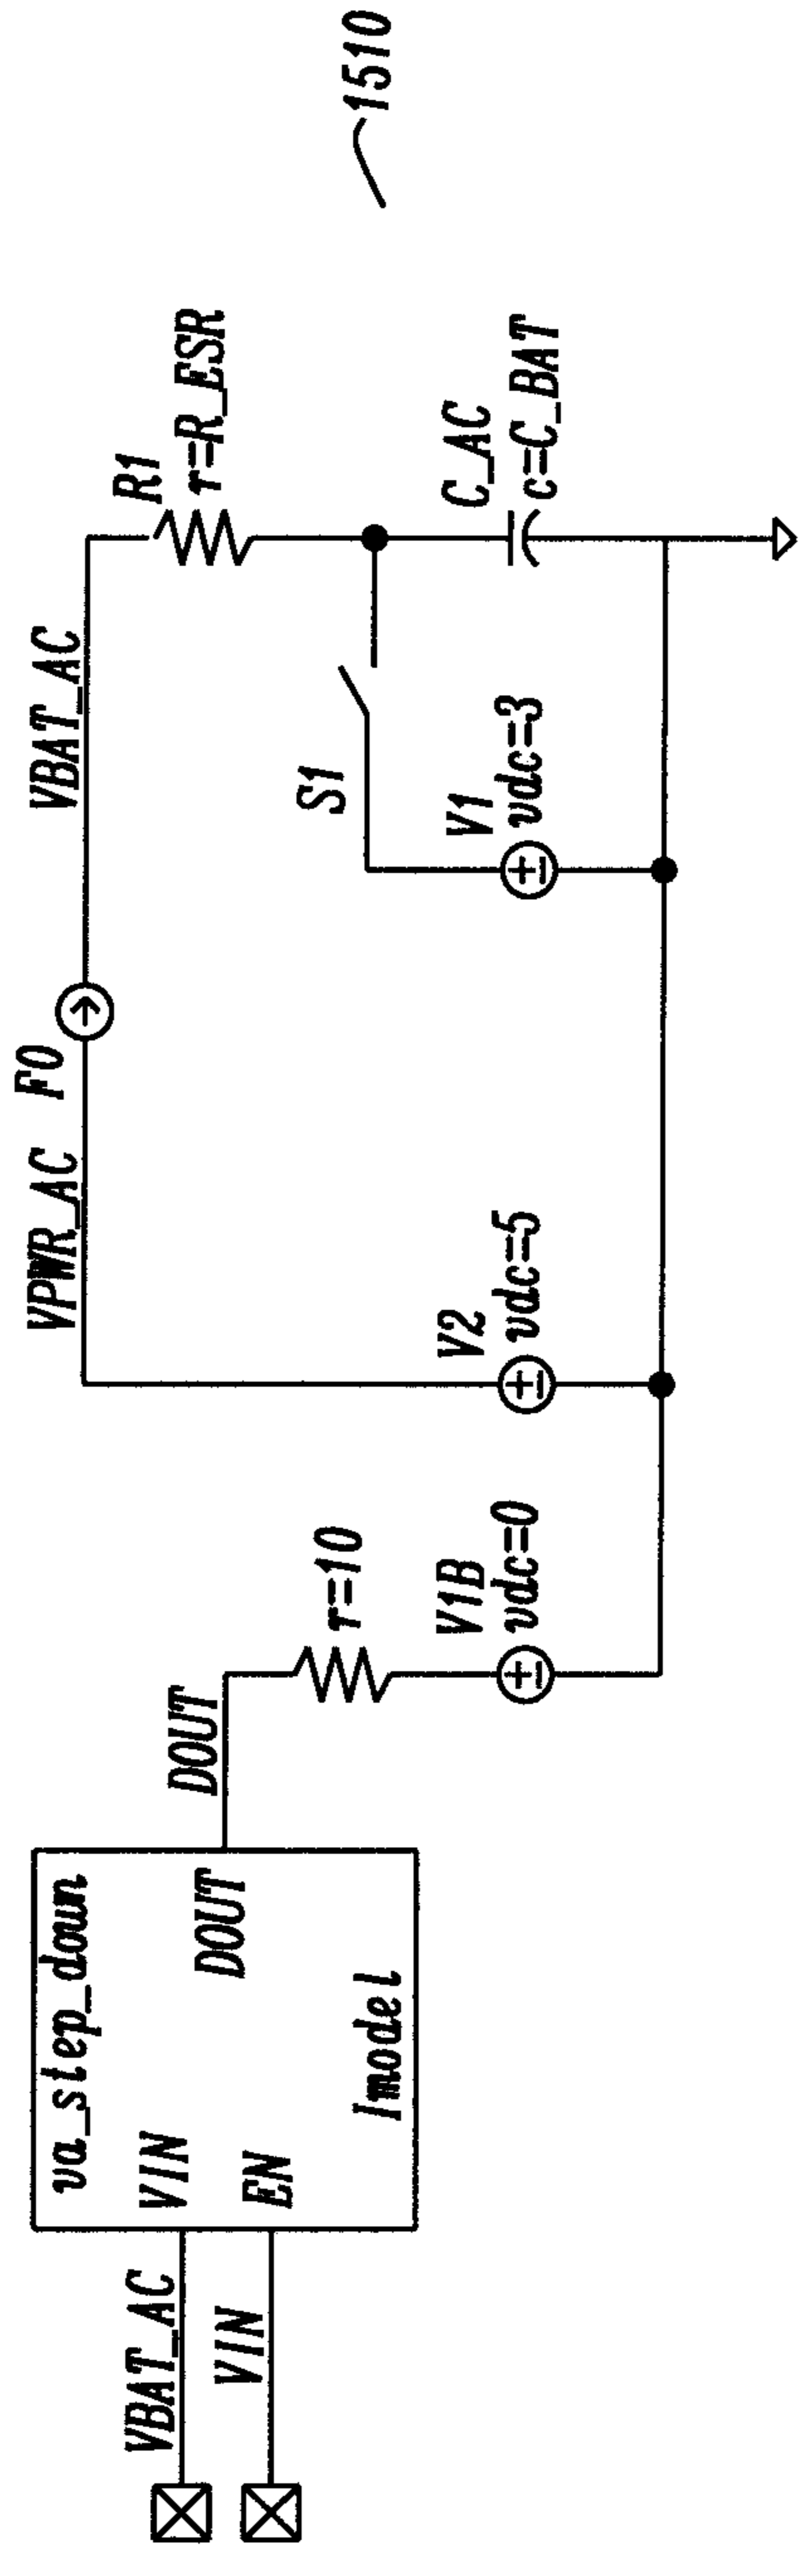 1510
VPWR_AC
F0
VBAT_AC
R1
r=R_ESR
S1
C_AC
c=C_BAT
V1
vdc=3
V2
vdc=5
DOUT
r=10
V1B
vdc=0
va_step_down
VIN
DOUT
EN
Imodel
VBAT_AC
VIN